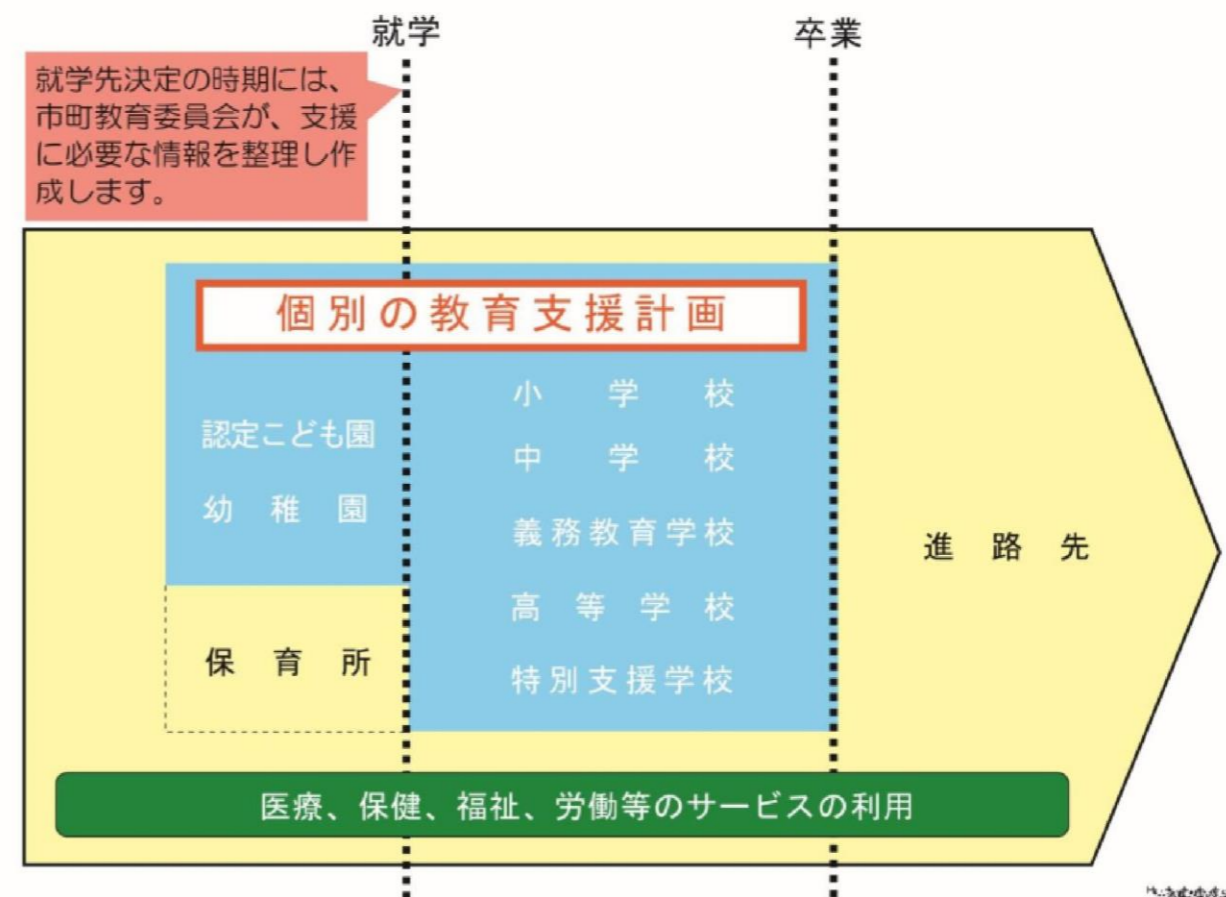 就学
卒業
就学先決定の時期には、
市町教育委員会が、支援
に必要な情報を整理し作
成します。
個別の教育支援計画
認定こども園
幼稚園
保育所
小学校
中学校
義務教育学校
高等学校
特別支援学校
進路先
医療、保健、福祉、労働等のサービスの利用